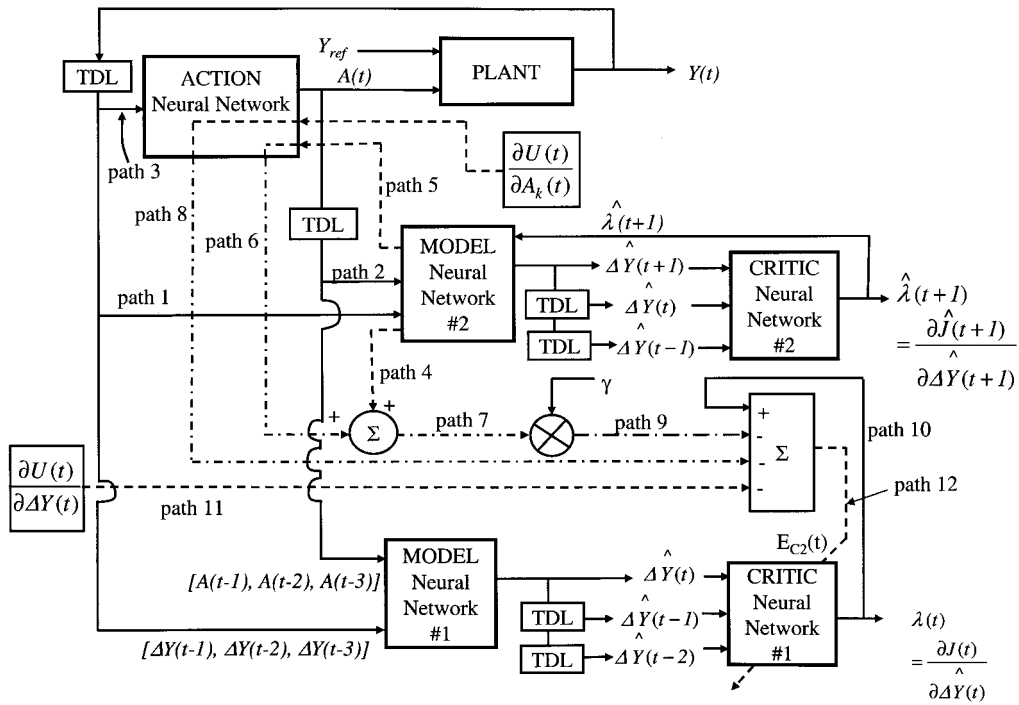 TDL
ACTION
Neural Network
Y_ref
A(t)
PLANT
Y(t)
path 3
path 8
path 6
path 5
∂U(t)
∂A_k(t)
TDL
path 2
path 1
MODEL
Neural
Network
#2
λ̂(t+1)
ΔŶ(t+1)
TDL
ΔŶ(t)
TDL
ΔŶ(t−1)
CRITIC
Neural
Network
#2
λ̂(t+1)
= ∂Ĵ(t+1)
∂ΔŶ(t+1)
path 4
+
+
Σ
path 7
γ
path 9
+
-
-
-
Σ
path 10
path 12
∂U(t)
∂ΔY(t)
path 11
E_C2(t)
[A(t-1), A(t-2), A(t-3)]
[ΔY(t-1), ΔY(t-2), ΔY(t-3)]
MODEL
Neural
Network
#1
ΔŶ(t)
TDL
ΔŶ(t−1)
TDL
ΔŶ(t−2)
CRITIC
Neural
Network
#1
λ(t)
= ∂J(t)
∂ΔŶ(t)